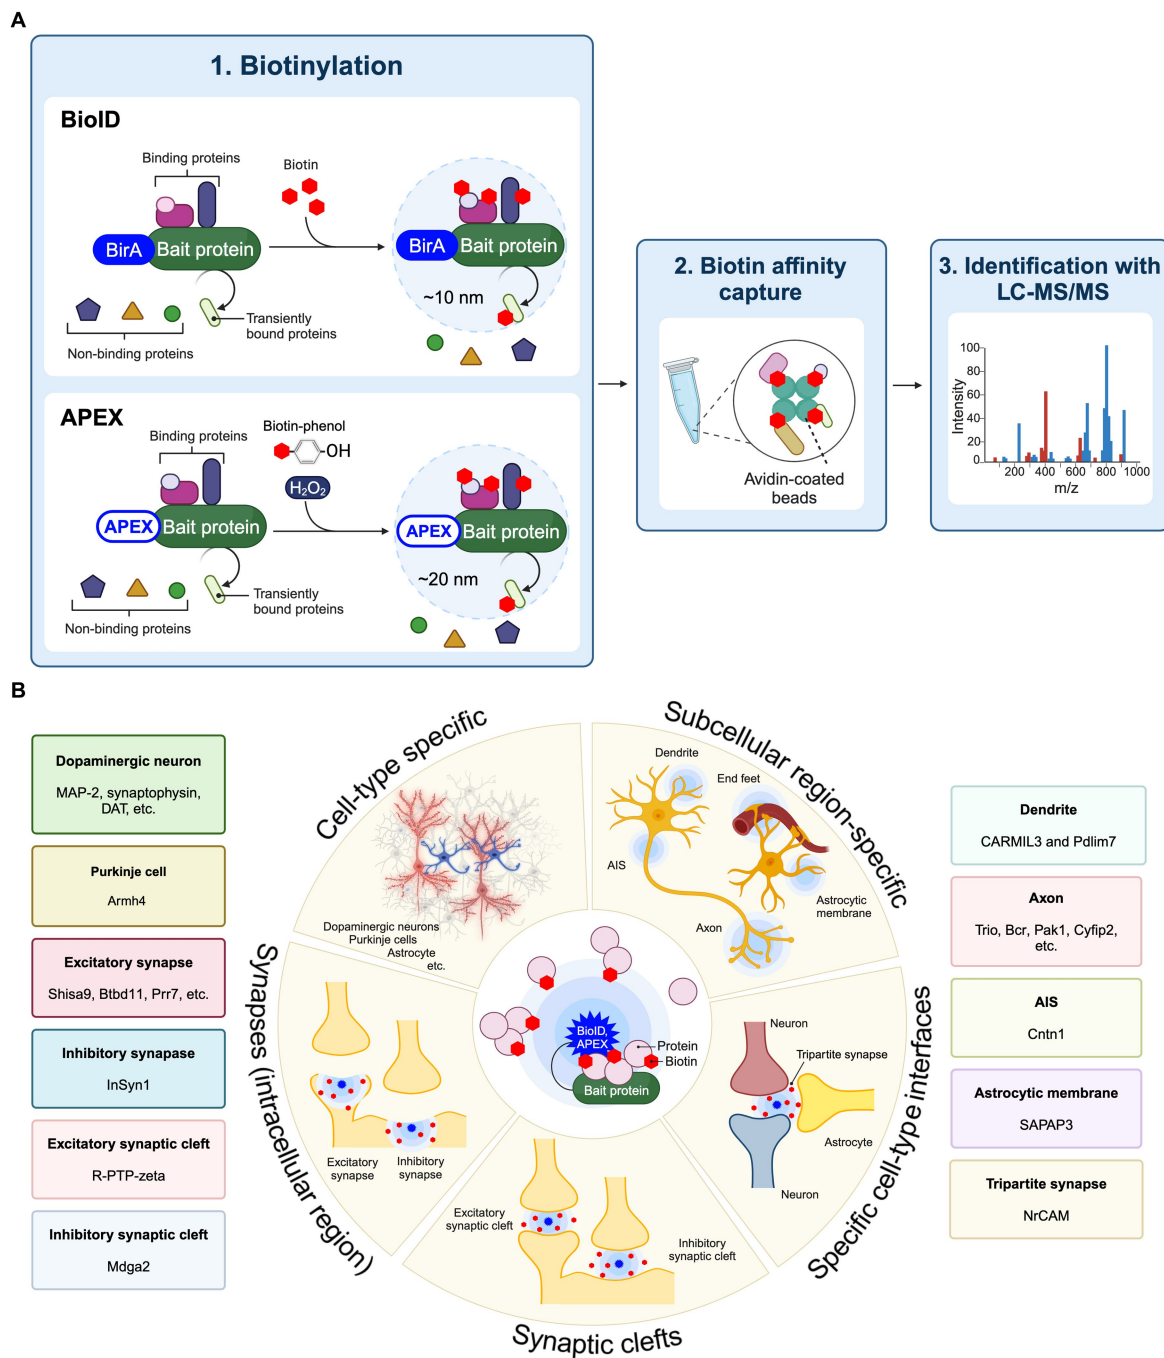 A
1. Biotinylation
BioID
Binding proteins
Biotin
BirA
Bait protein
BirA
Bait protein
~10 nm
Transiently
bound proteins
Non-binding proteins
APEX
Binding proteins
Biotin-phenol
OH
H₂O₂
APEX
Bait protein
APEX
Bait protein
~20 nm
Transiently
bound proteins
Non-binding proteins
2. Biotin affinity
capture
Avidin-coated
beads
3. Identification with
LC-MS/MS
Intensity
100
80
60
40
20
0
200 400 600 800 1000
m/z
B
Dopaminergic neuron
MAP-2, synaptophysin,
DAT, etc.
Purkinje cell
Armh4
Excitatory synapse
Shisa9, Btbd11, Prr7, etc.
Inhibitory synapase
InSyn1
Excitatory synaptic cleft
R-PTP-zeta
Inhibitory synaptic cleft
Mdga2
Cell-type specific
Dopaminergic neurons
Purkinje cells
Astrocyte
etc.
Subcellular region-specific
Dendrite
End feet
AIS
Axon
Astrocytic
membrane
Synapses (intracellular region)
Excitatory
synapse
Inhibitory
synapse
BioID,
APEX
Protein
Biotin
Bait protein
Specific cell-type interfaces
Neuron
Tripartite synapse
Astrocyte
Neuron
Synaptic clefts
Excitatory
synaptic cleft
Inhibitory
synaptic cleft
Dendrite
CARMIL3 and Pdlim7
Axon
Trio, Bcr, Pak1, Cyfip2,
etc.
AIS
Cntn1
Astrocytic membrane
SAPAP3
Tripartite synapse
NrCAM